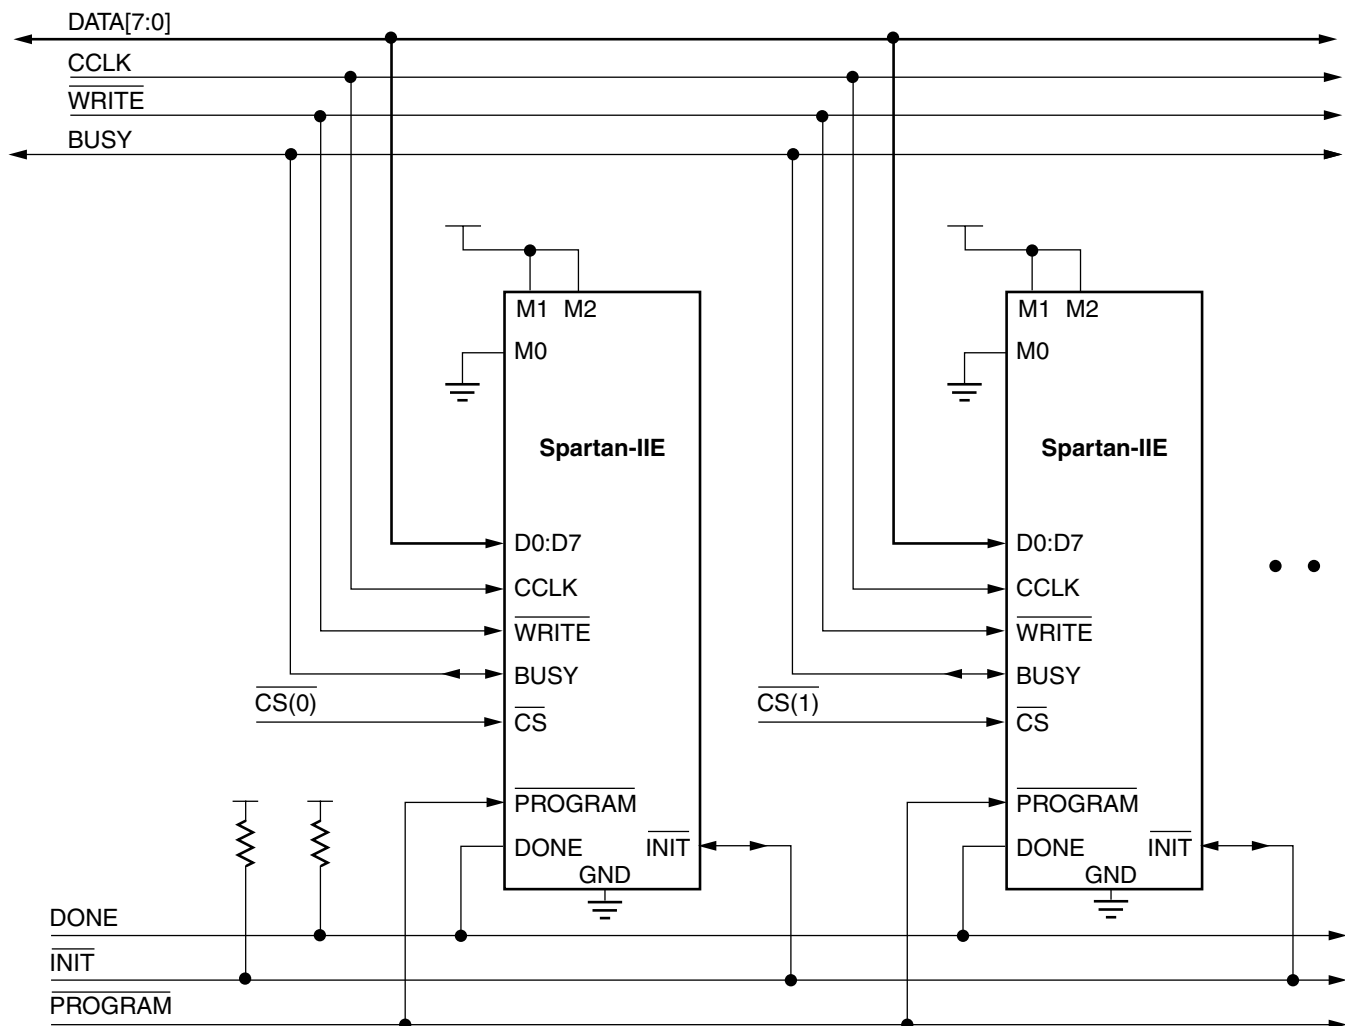 DATA[7:0]
CCLK
WRITE
BUSY
M1 M2
M0
Spartan-IIE
D0:D7
CCLK
WRITE
BUSY
CS(0)
CS
PROGRAM
DONE INIT
GND
M1 M2
M0
Spartan-IIE
D0:D7
CCLK
WRITE
BUSY
CS(1)
CS
PROGRAM
DONE INIT
GND
DONE
INIT
PROGRAM